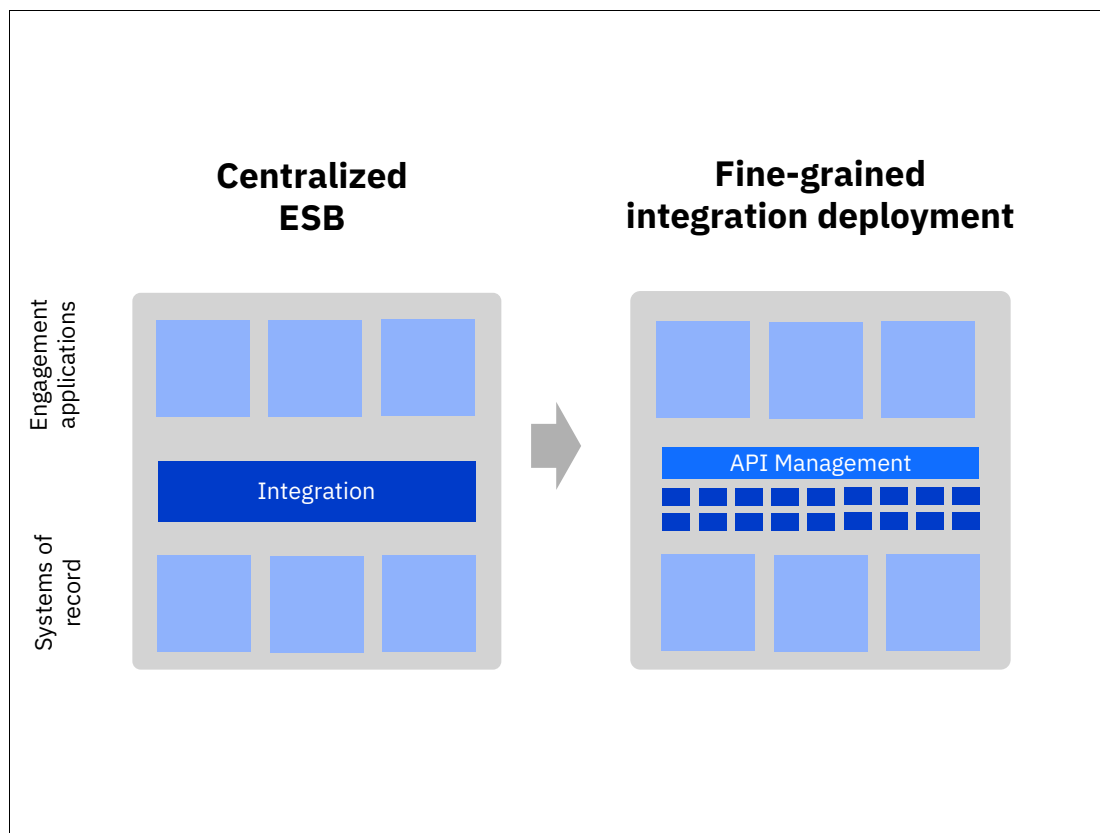 Centralized
ESB
Fine-grained
integration deployment
Engagement
applications
Integration
API Management
Systems of
record